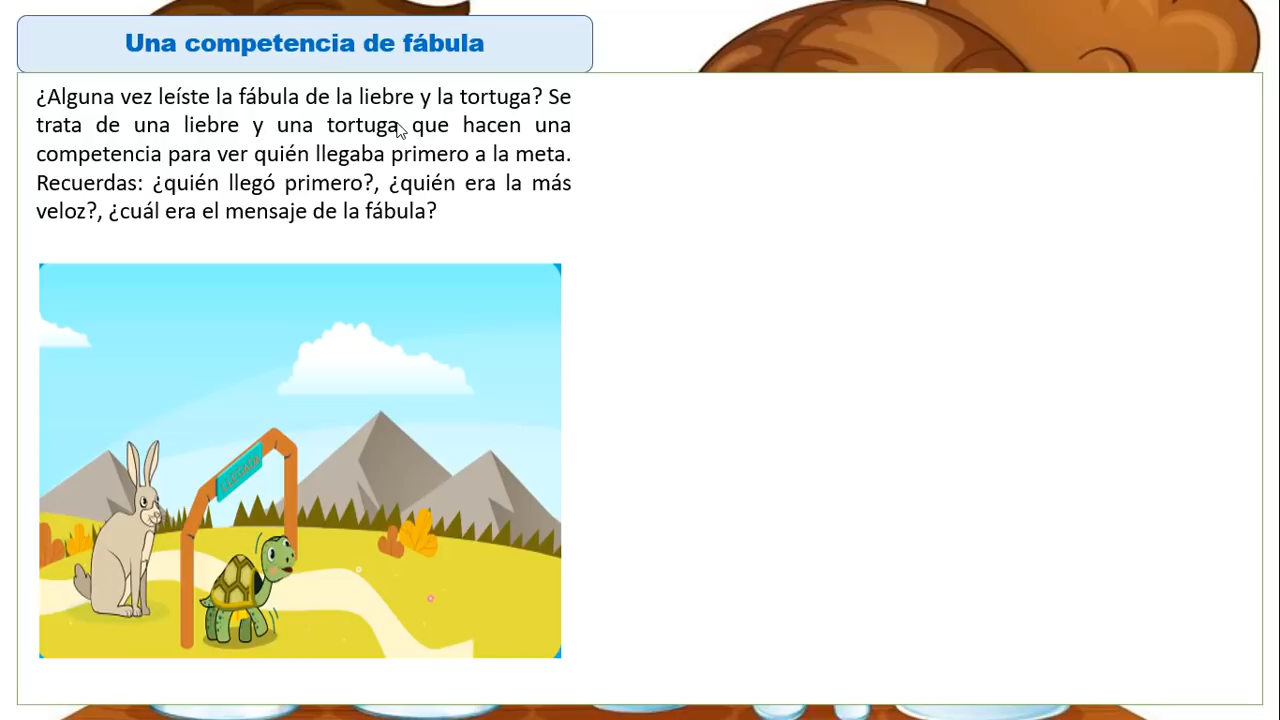 Una competencia de fábula
¿Alguna vez leíste la fábula de la liebre y la tortuga? Se
trata de una liebre y una tortuga que hacen una
competencia para ver quién llegaba primero a la meta.
Recuerdas: ¿quién llegó primero?, ¿quién era la más
veloz?, ¿cuál era el mensaje de la fábula?
LLEGADA